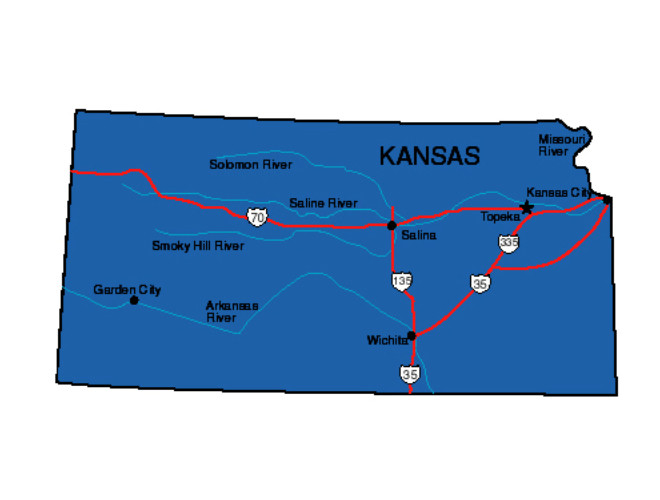 KANSAS
Missouri
River
Solomon River
Kansas City
Saline River
70
Topeka
Salina
335
Smoky Hill River
135
35
Garden City
Arkansas
River
Wichita
35